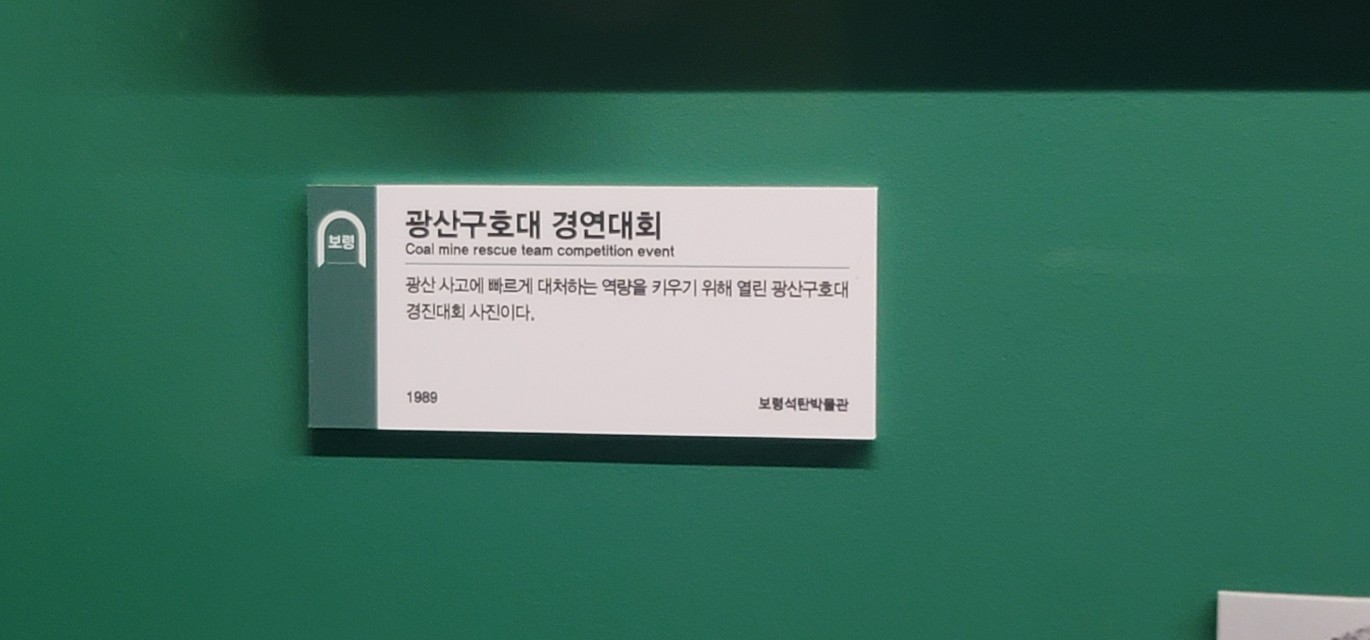 보령
광산구호대 경연대회
Coal mine rescue team competition event
광산 사고에 빠르게 대처하는 역량을 키우기 위해 열린 광산구호대
경진대회 사진이다.
1989
보령석탄박물관